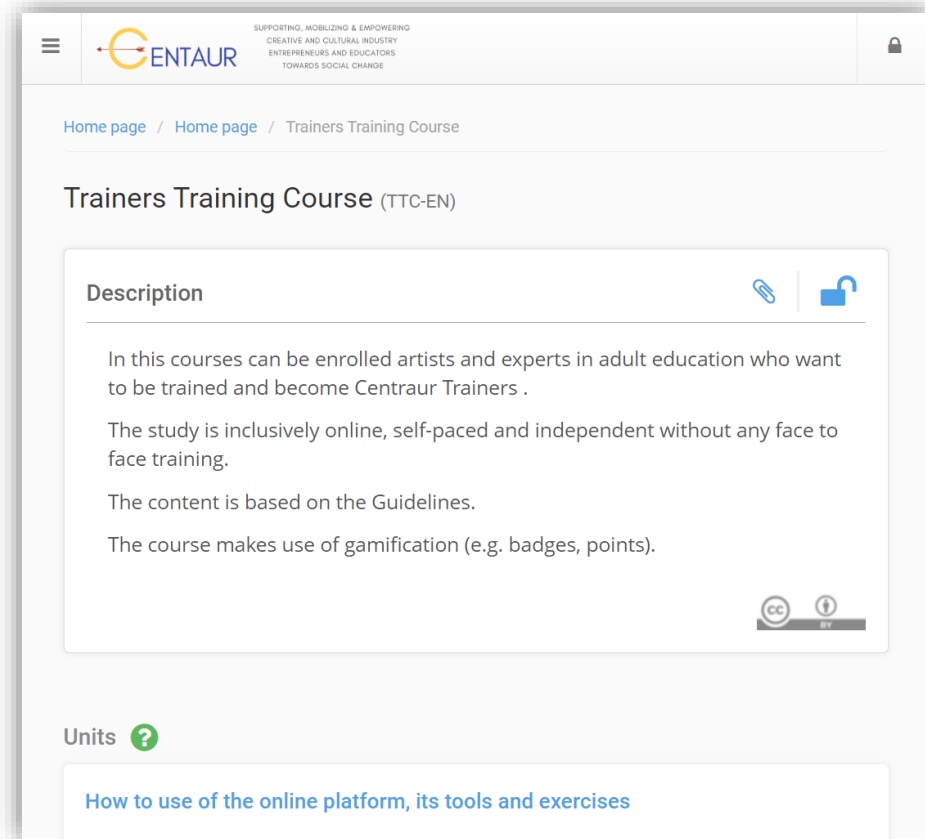 CENTAUR
SUPPORTING, MOBILIZING & EMPOWERING
CREATIVE AND CULTURAL INDUSTRY
ENTREPRENEURS AND EDUCATORS
TOWARDS SOCIAL CHANGE
Home page / Home page / Trainers Training Course
Trainers Training Course (TTC-EN)
Description
In this courses can be enrolled artists and experts in adult education who want
to be trained and become Centraur Trainers .
The study is inclusively online, self-paced and independent without any face to
face training.
The content is based on the Guidelines.
The course makes use of gamification (e.g. badges, points).
cc
BY
Units ?
How to use of the online platform, its tools and exercises